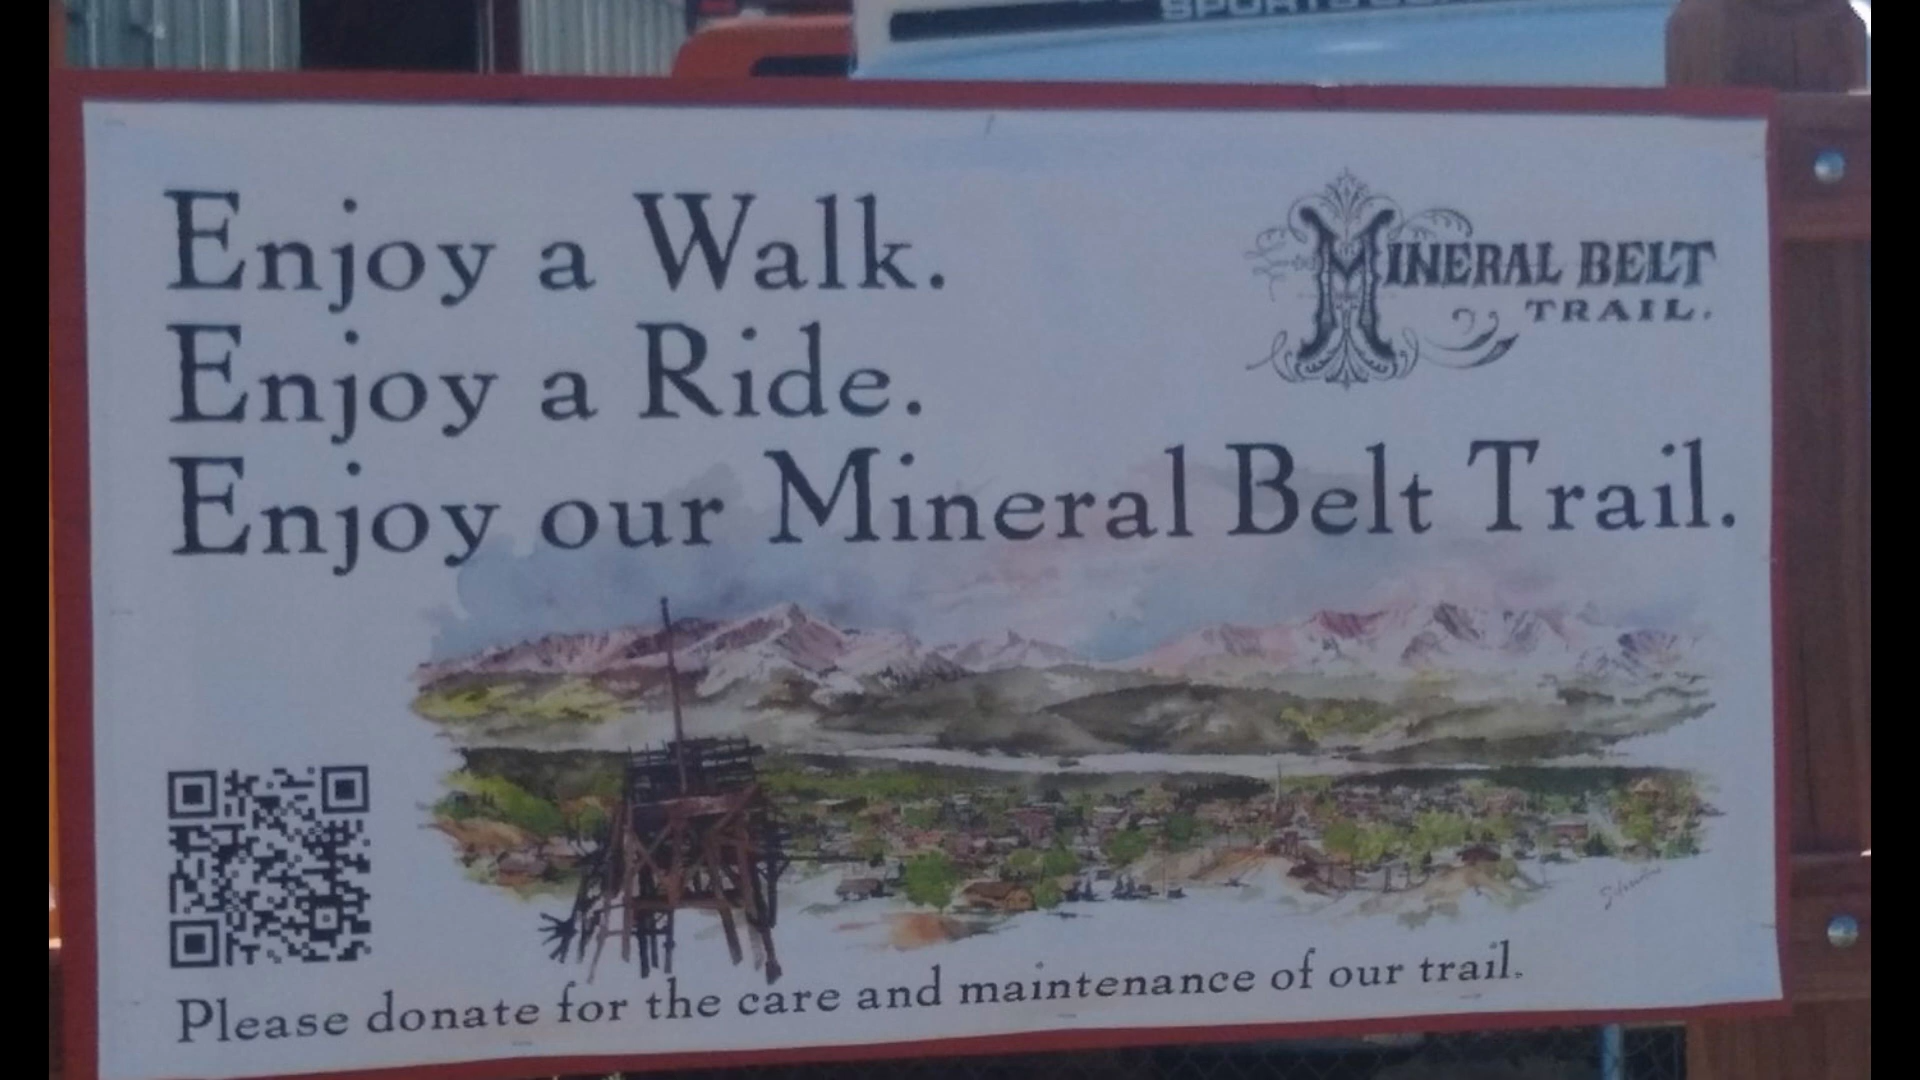 SPORTS
Enjoy a Walk.
Enjoy a Ride.
Enjoy our Mineral Belt Trail.
MINERAL BELT
TRAIL.
Please donate for the care and maintenance of our trail.